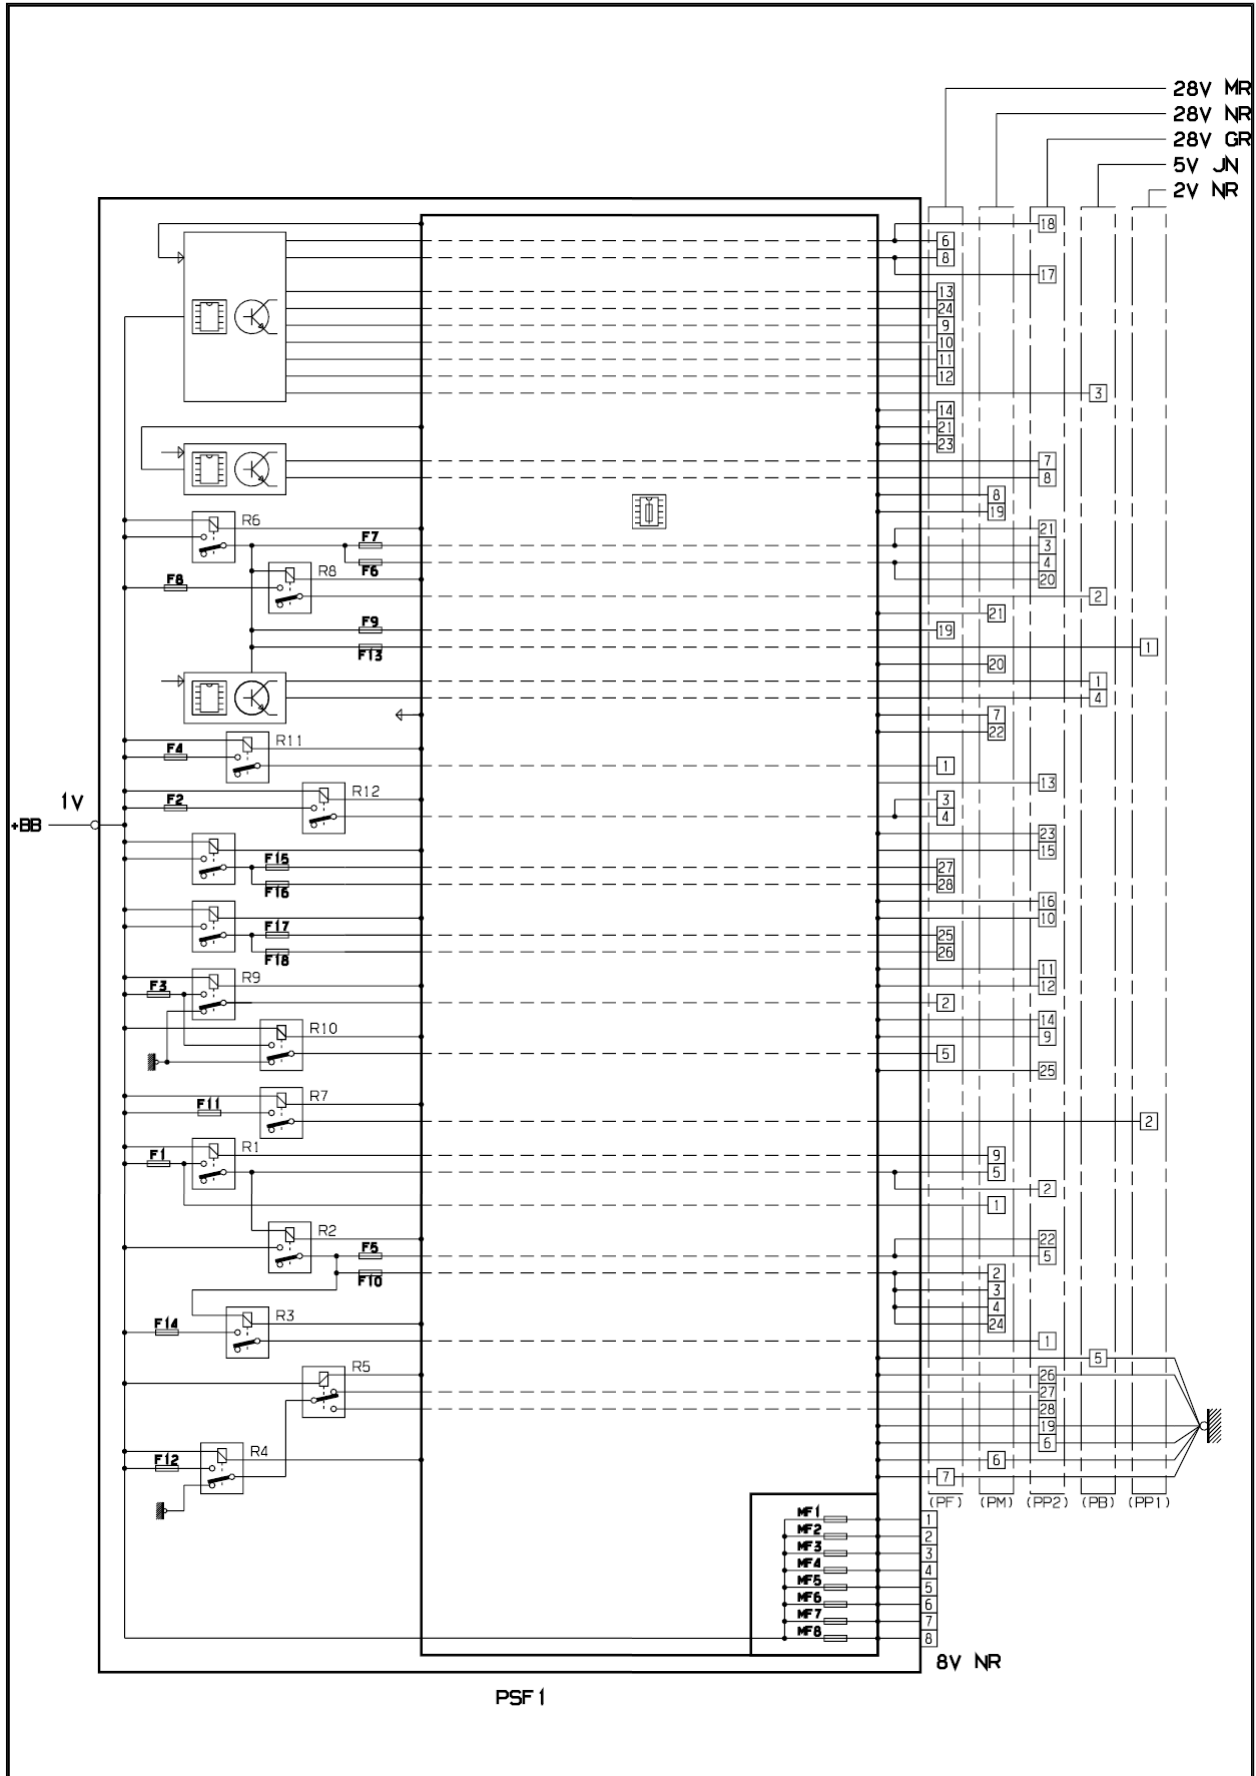 28V MR
28V NR
28V GR
5V JN
2V NR
18
6
8
17
13
24
9
10
11
12
3
14
21
23
7
8
8
19
R6
21
F7
3
F6
4
R8
20
F8
2
21
F9
19
F13
1
20
1
4
7
R11
22
F4
1
13
R12
3
F2
4
1V
+BB
23
15
F15
27
F16
28
16
10
F17
25
F18
26
11
R9
12
F3
2
14
R10
9
5
25
R7
F11
2
R1
9
F1
5
2
1
R2
22
F5
5
F10
2
3
4
R3
24
F14
1
5
R5
26
27
28
19
R4
6
F12
6
7
(PF) (PM) (PP2) (PB) (PP1)
MF1 1
MF2 2
MF3 3
MF4 4
MF5 5
MF6 6
MF7 7
MF8 8
8V NR
PSF1